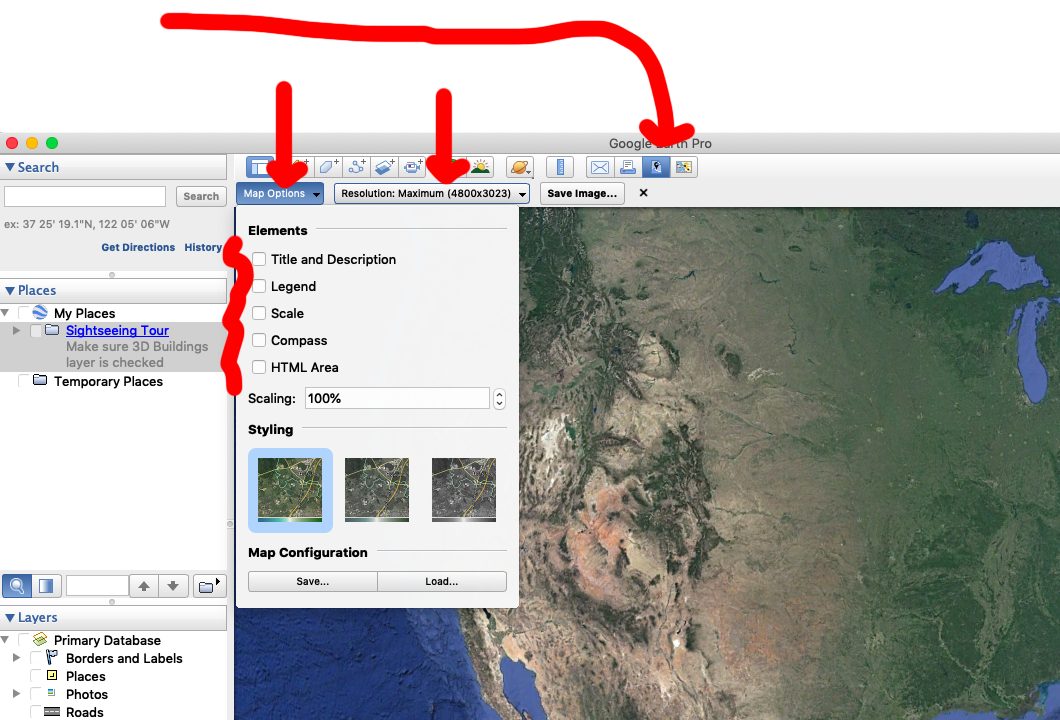 Google Earth Pro
Search
Map Options
Resolution: Maximum (4800x3023)
Save Image...
Search
ex: 37 25' 19.1"N, 122 05' 06"W
Get Directions
History
Elements
Title and Description
Legend
Scale
Compass
HTML Area
Scaling:
100%
Styling
Map Configuration
Save...
Load...
Places
My Places
Sightseeing Tour
Make sure 3D Buildings
layer is checked
Temporary Places
Layers
Primary Database
Borders and Labels
Places
Photos
Roads